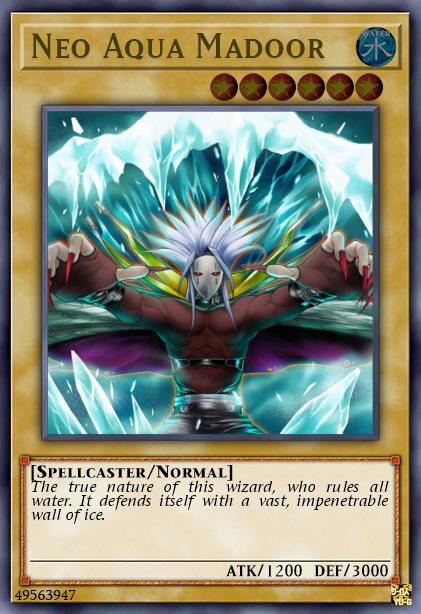 Neo Aqua Madoor
WATER
水
[Spellcaster/Normal]
The true nature of this wizard, who rules all
water. It defends itself with a vast, impenetrable
wall of ice.
ATK/1200 DEF/3000
49563947